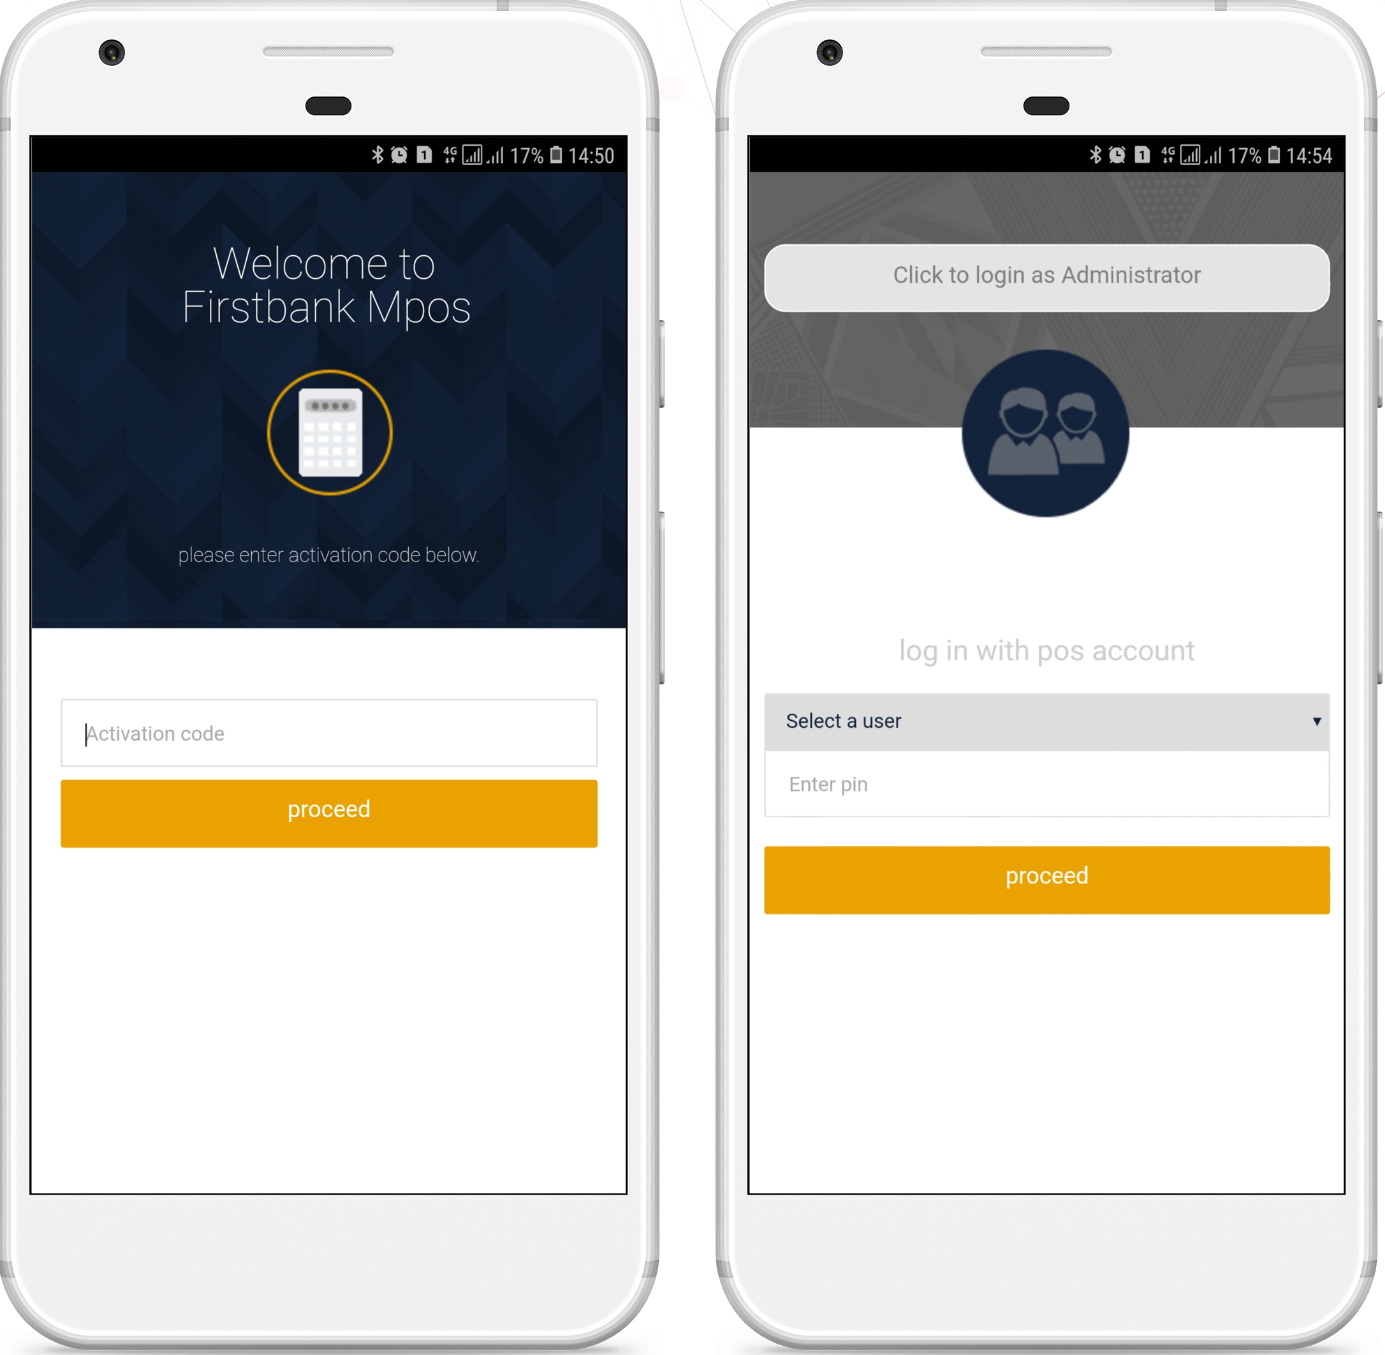 4G 17% 14:50
Welcome to
Firstbank Mpos
please enter activation code below.
Activation code
proceed
1 4G 17% 14:54
Click to login as Administrator
log in with pos account
Select a user
Enter pin
proceed